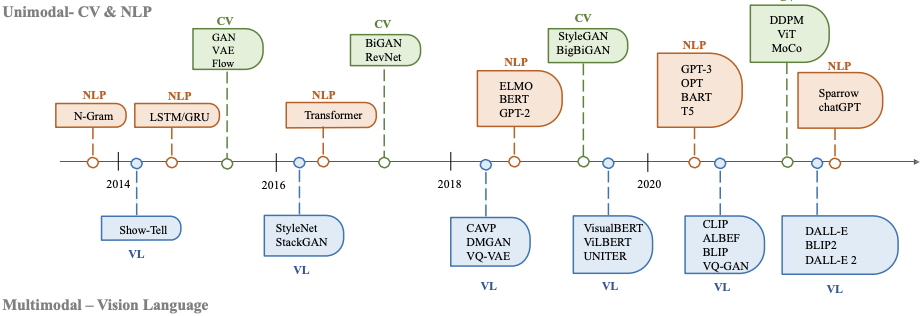 Unimodal- CV & NLP
CV
GAN
VAE
Flow
CV
BiGAN
RevNet
CV
StyleGAN
BigBiGAN
CV
DDPM
ViT
MoCo
NLP
N-Gram
NLP
LSTM/GRU
NLP
Transformer
NLP
ELMO
BERT
GPT-2
NLP
GPT-3
OPT
BART
T5
NLP
Sparrow
chatGPT
2014
2016
2018
2020
Show-Tell
VL
StyleNet
StackGAN
VL
CAVP
DMGAN
VQ-VAE
VL
VisualBERT
ViLBERT
UNITER
VL
CLIP
ALBEF
BLIP
VQ-GAN
VL
DALL-E
BLIP2
DALL-E 2
VL
Multimodal – Vision Language